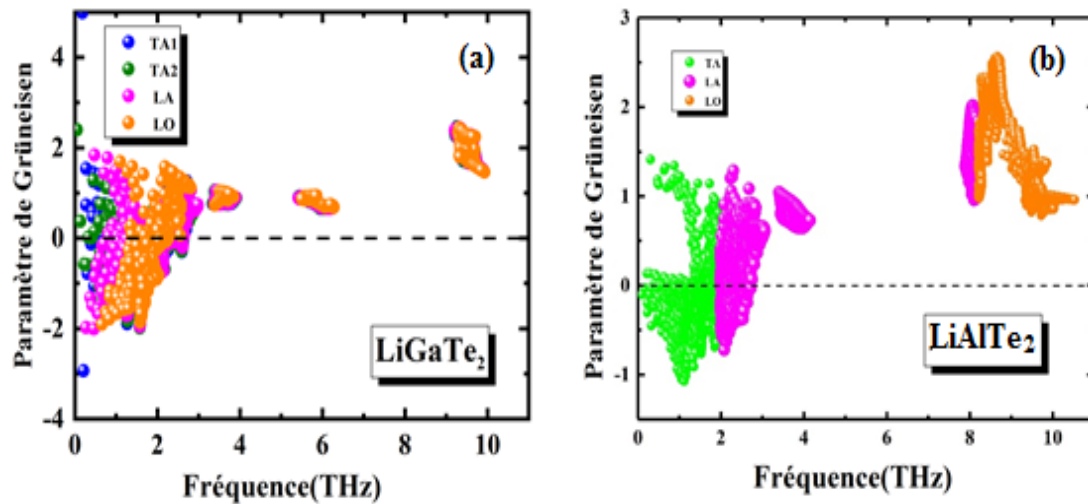 Paramètre de Grüneisen
4
2
0
-2
-4
TA1
TA2
LA
LO
(a)
LiGaTe2
0 2 4 6 8 10
Fréquence(THz)
Paramètre de Grüneisen
3
2
1
0
-1
TA
LA
LO
(b)
LiAlTe2
0 2 4 6 8 10
Fréquence(THz)